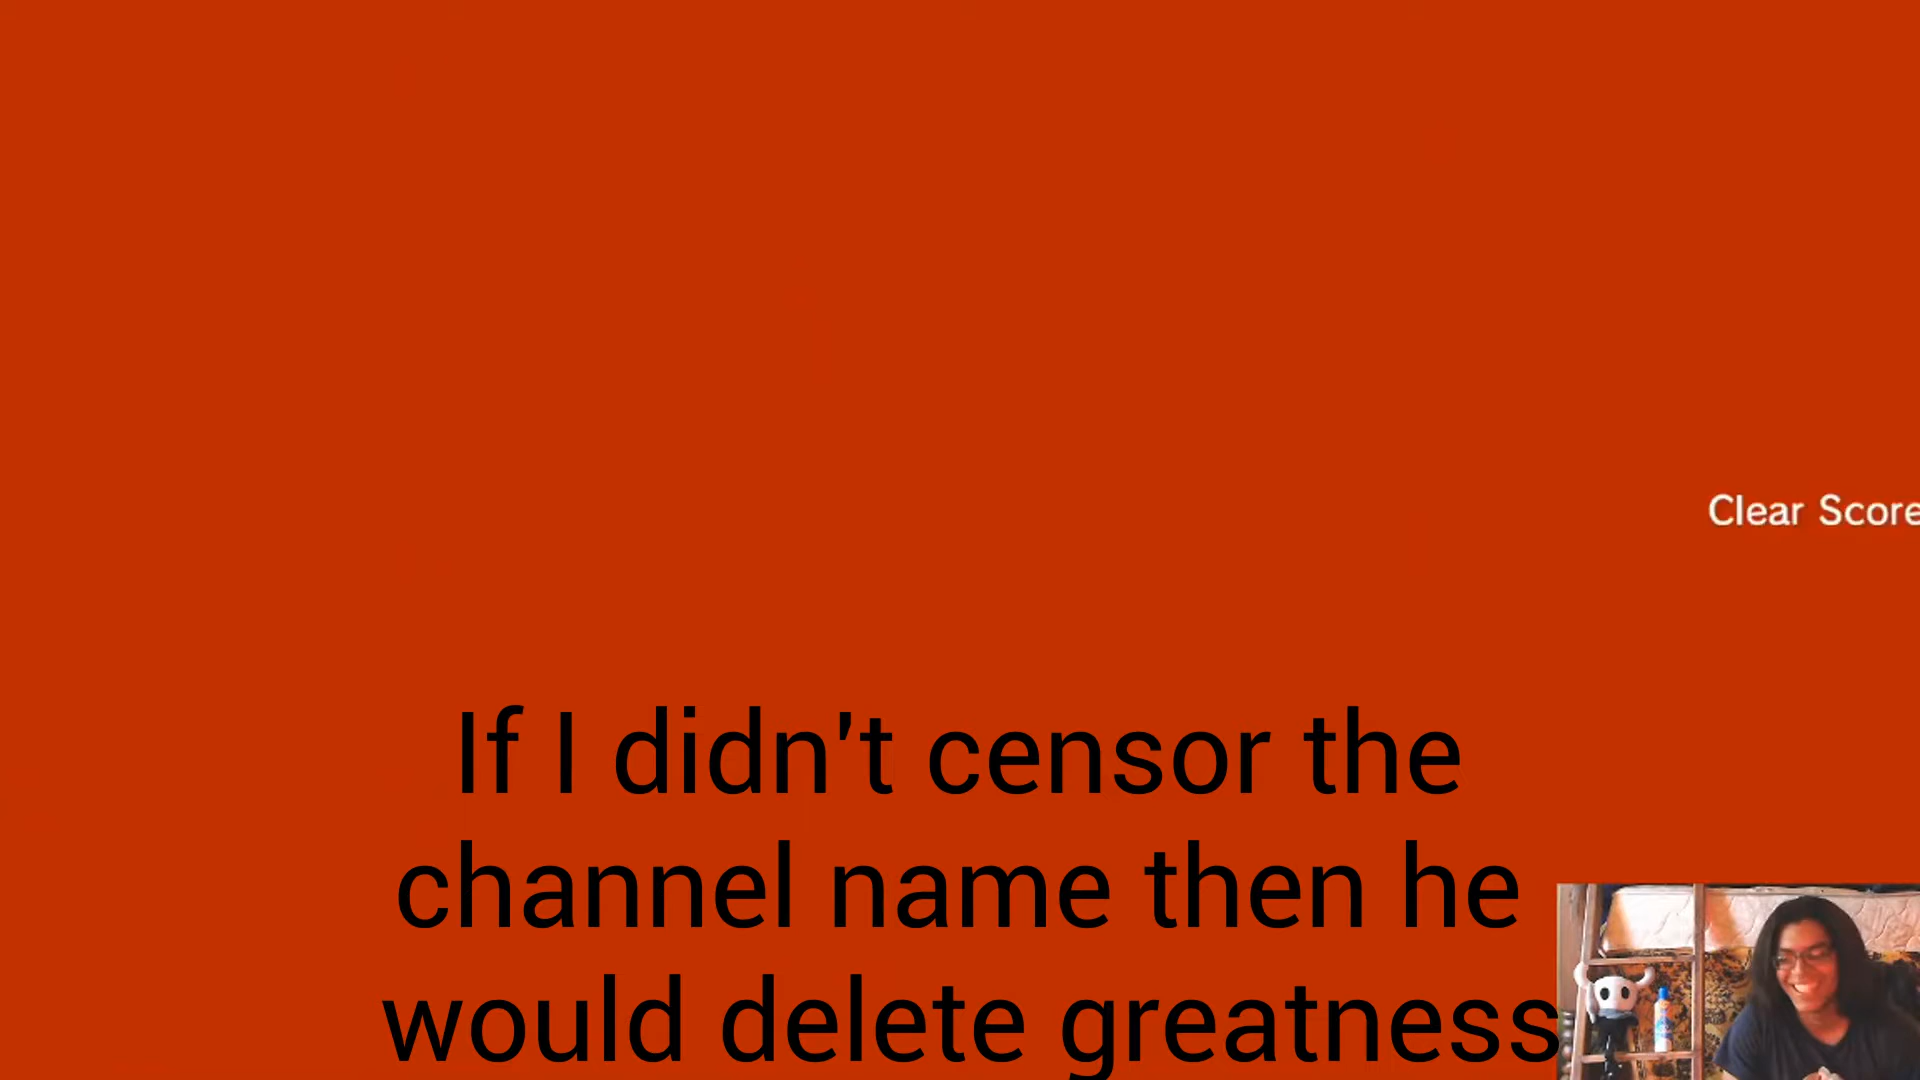 Clear Score
If I didn't censor the
channel name then he
would delete greatness